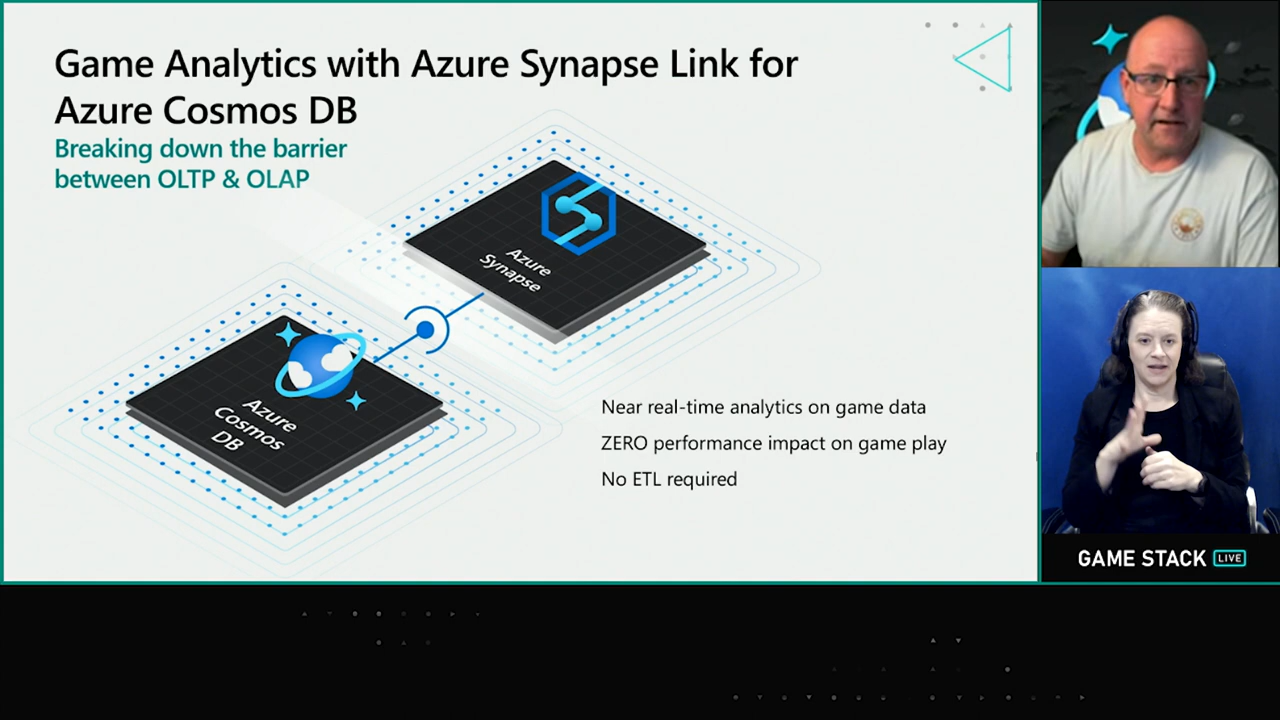 Game Analytics with Azure Synapse Link for
Azure Cosmos DB
Breaking down the barrier
between OLTP & OLAP
Azure
Synapse
Azure
Cosmos
DB
Near real-time analytics on game data
ZERO performance impact on game play
No ETL required
GAME STACK LIVE